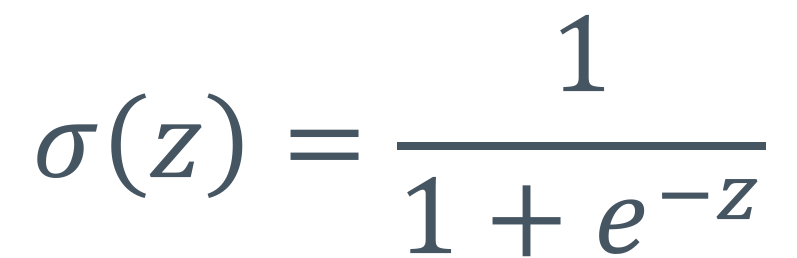 σ(z) = 1 / (1 + e^{−z})